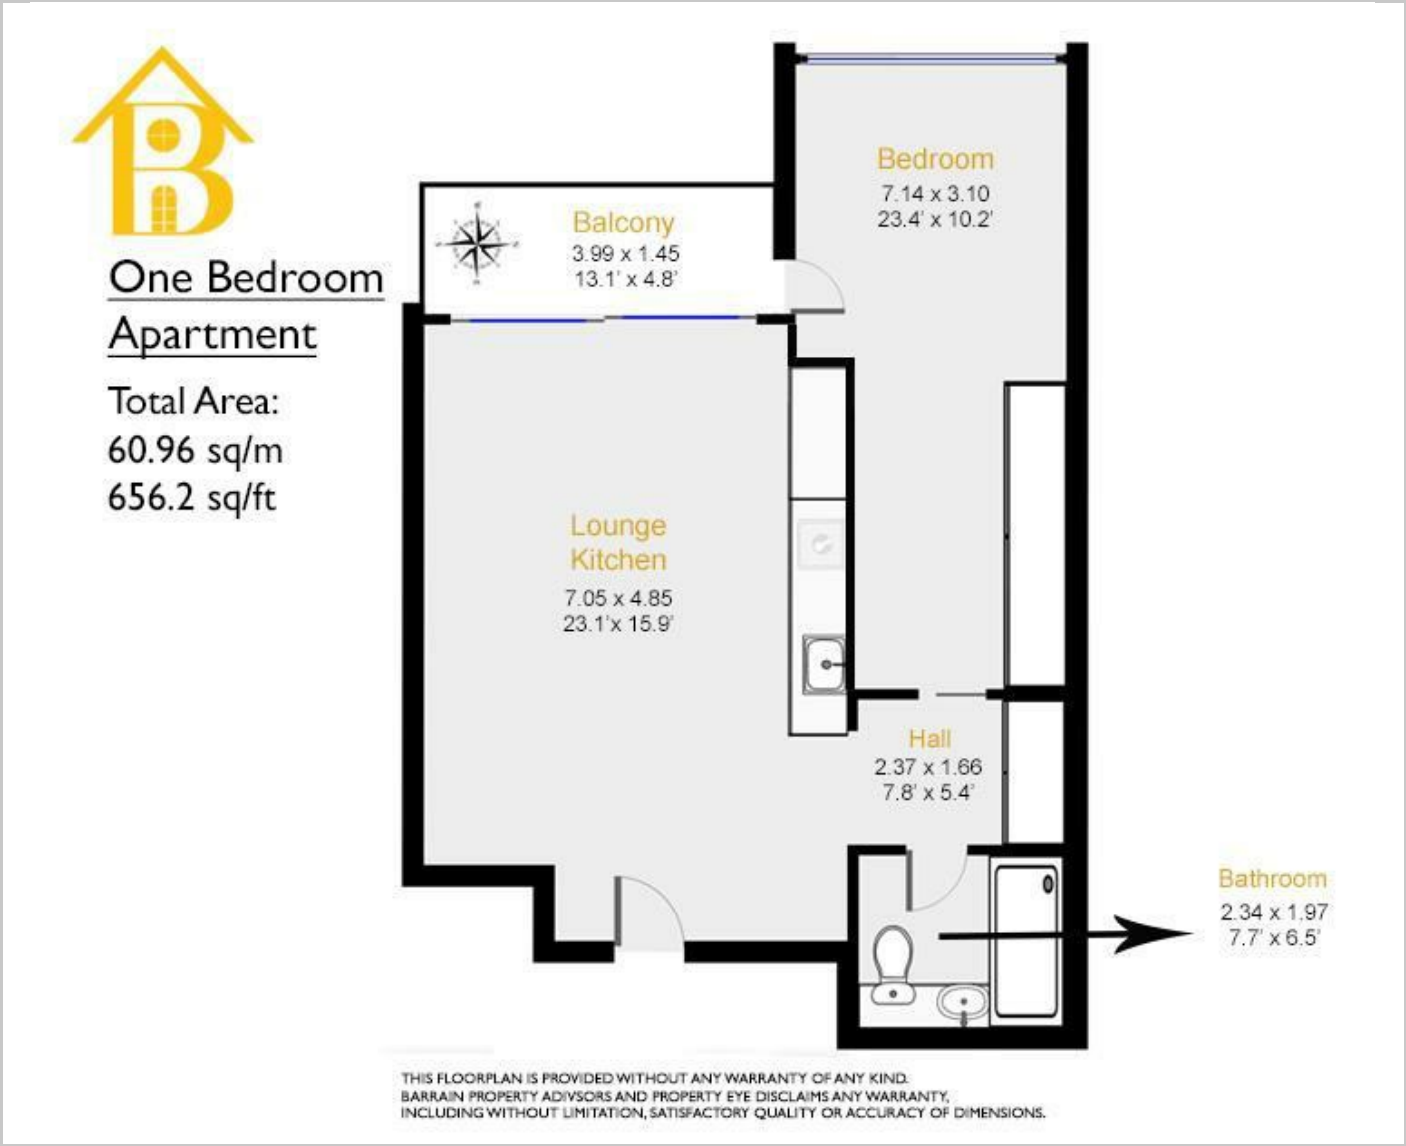 B
One Bedroom
Apartment
Total Area:
60.96 sq/m
656.2 sq/ft
Bedroom
7.14 x 3.10
23.4' x 10.2'
Balcony
3.99 x 1.45
13.1' x 4.8'
Lounge
Kitchen
7.05 x 4.85
23.1'x 15.9'
Hall
2.37 x 1.66
7.8' x 5.4'
Bathroom
2.34 x 1.97
7.7' x 6.5'
THIS FLOORPLAN IS PROVIDED WITHOUT ANY WARRANTY OF ANY KIND.
BARRAIN PROPERTY ADIVSORS AND PROPERTY EYE DISCLAIMS ANY WARRANTY,
INCLUDING WITHOUT LIMITATION, SATISFACTORY QUALITY OR ACCURACY OF DIMENSIONS.